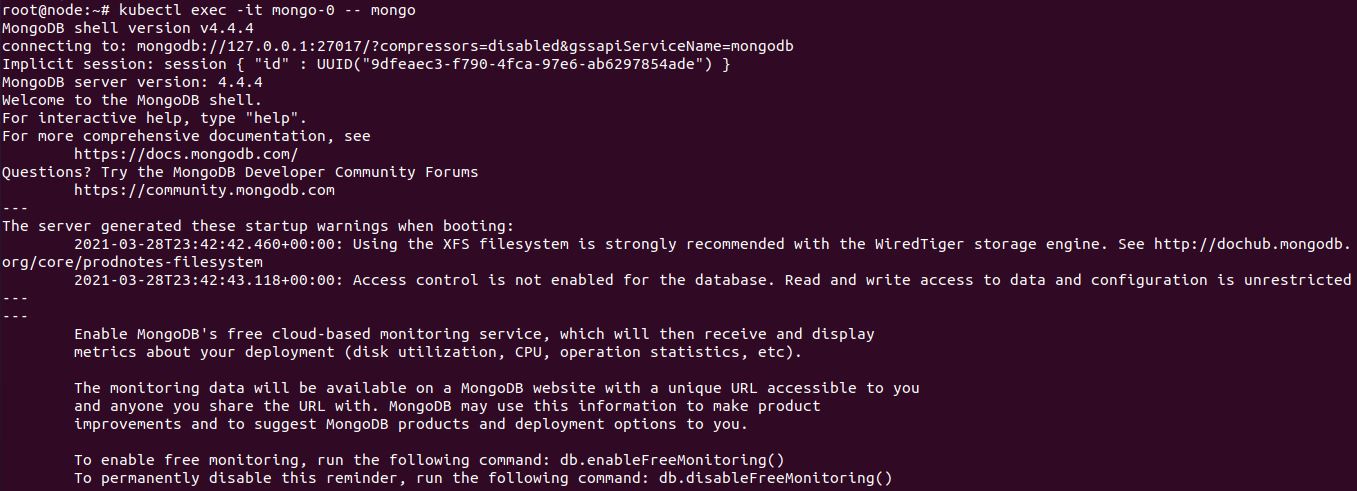 root@node:~# kubectl exec -it mongo-0 -- mongo
MongoDB shell version v4.4.4
connecting to: mongodb://127.0.0.1:27017/?compressors=disabled&gssapiServiceName=mongodb
Implicit session: session { "id" : UUID("9dfeaec3-f790-4fca-97e6-ab6297854ade") }
MongoDB server version: 4.4.4
Welcome to the MongoDB shell.
For interactive help, type "help".
For more comprehensive documentation, see
        https://docs.mongodb.com/
Questions? Try the MongoDB Developer Community Forums
        https://community.mongodb.com
---
The server generated these startup warnings when booting:
        2021-03-28T23:42:42.460+00:00: Using the XFS filesystem is strongly recommended with the WiredTiger storage engine. See http://dochub.mongodb.
org/core/prodnotes-filesystem
        2021-03-28T23:42:43.118+00:00: Access control is not enabled for the database. Read and write access to data and configuration is unrestricted
---
---
        Enable MongoDB's free cloud-based monitoring service, which will then receive and display
        metrics about your deployment (disk utilization, CPU, operation statistics, etc).

        The monitoring data will be available on a MongoDB website with a unique URL accessible to you
        and anyone you share the URL with. MongoDB may use this information to make product
        improvements and to suggest MongoDB products and deployment options to you.

        To enable free monitoring, run the following command: db.enableFreeMonitoring()
        To permanently disable this reminder, run the following command: db.disableFreeMonitoring()